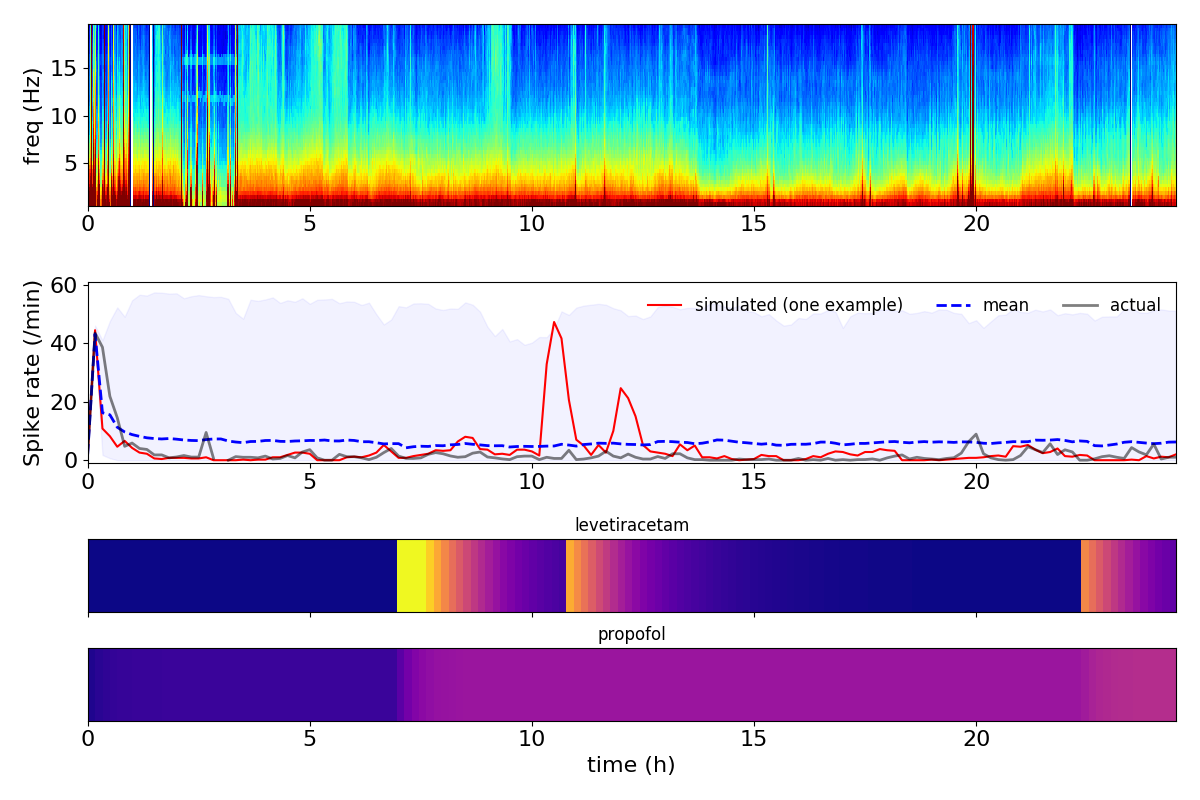 freq (Hz)
15
10
5
0 5 10 15 20
Spike rate (/min)
60
40
20
0
simulated (one example) mean actual
0 5 10 15 20
levetiracetam
propofol
0 5 10 15 20
time (h)